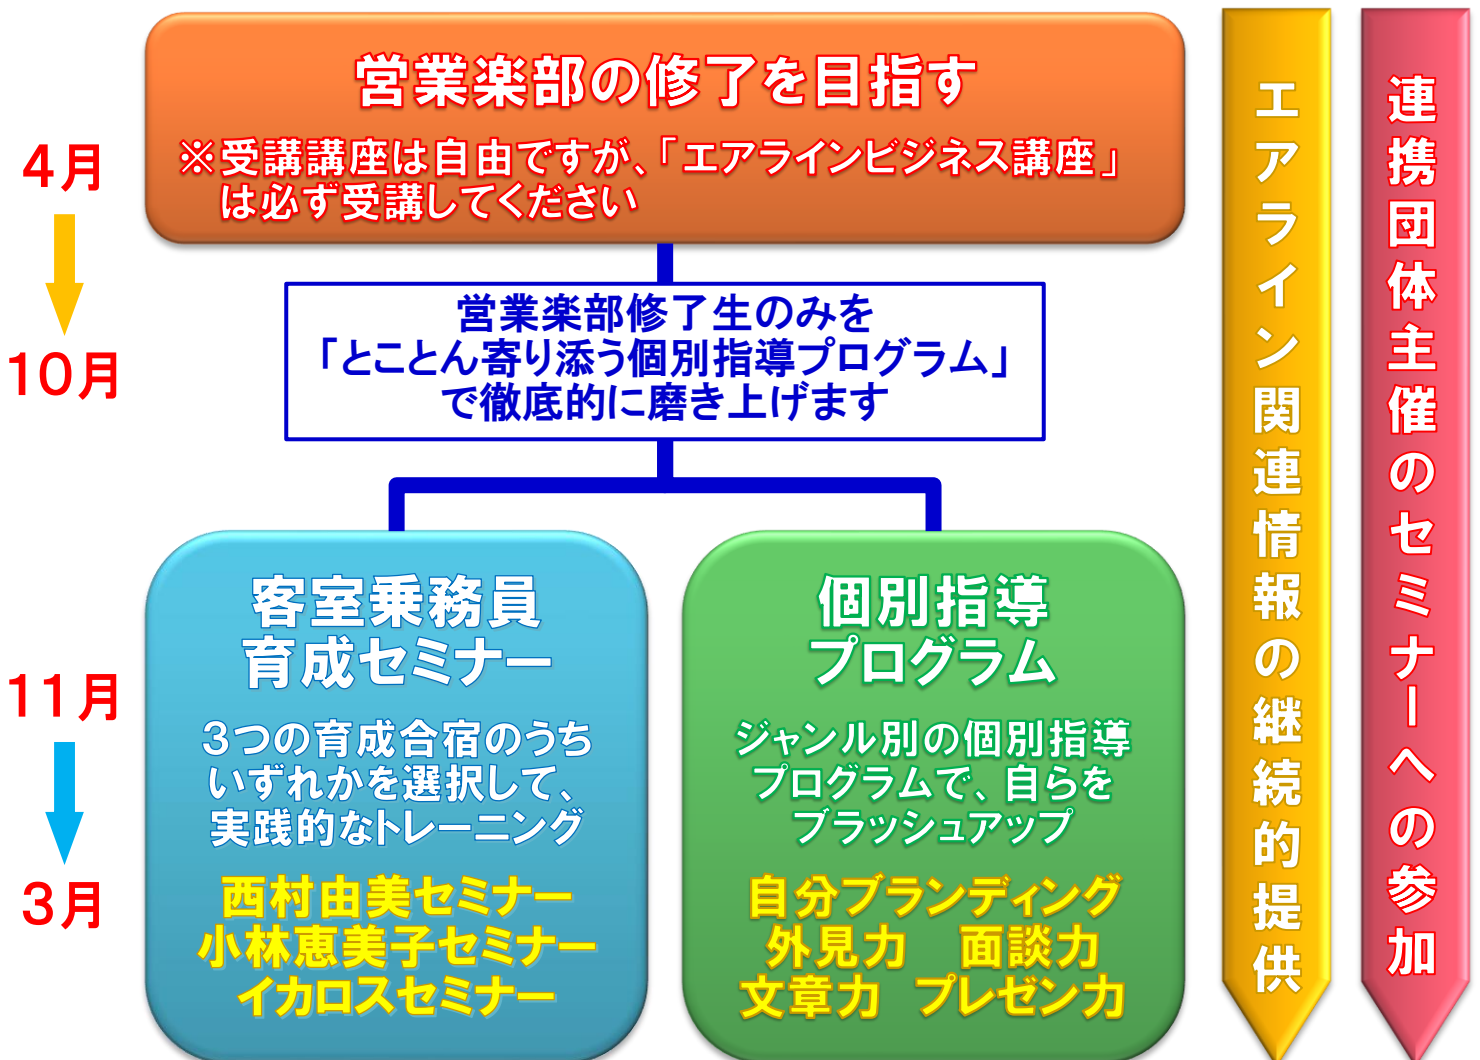 営業楽部の修了を目指す
※受講講座は自由ですが、「エアラインビジネス講座」
は必ず受講してください
4月
10月
営業楽部修了生のみを
「とことん寄り添う個別指導プログラム」
で徹底的に磨き上げます
11月
3月
客室乗務員
育成セミナー
3つの育成合宿のうち
いずれかを選択して、
実践的なトレーニング
西村由美セミナー
小林恵美子セミナー
イカロスセミナー
個別指導
プログラム
ジャンル別の個別指導
プログラムで、自らを
ブラッシュアップ
自分ブランディング
外見力　面談力
文章力　プレゼン力
エアライン関連情報の継続的提供
連携団体主催のセミナーへの参加